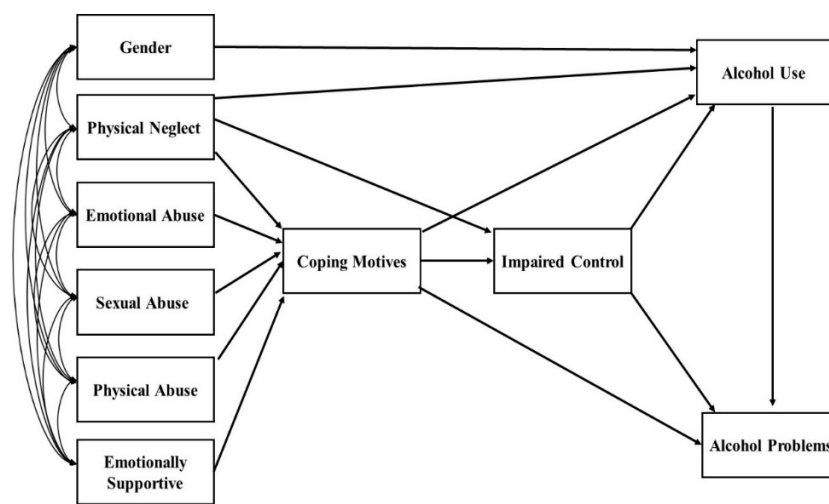 Gender
Alcohol Use
Physical Neglect
Emotional Abuse
Coping Motives
Impaired Control
Sexual Abuse
Physical Abuse
Emotionally
Supportive
Alcohol Problems